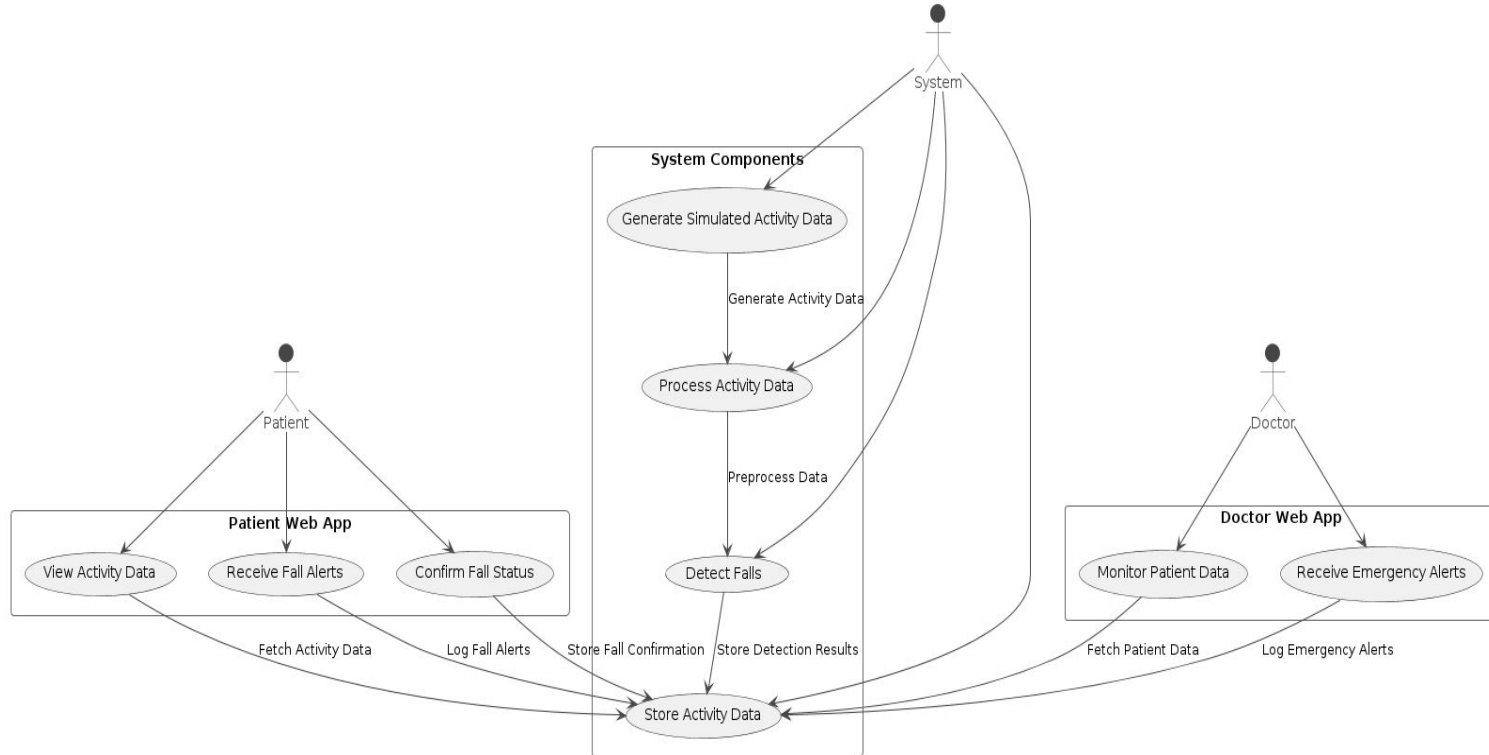 System
System Components
Generate Simulated Activity Data
Generate Activity Data
Patient
Process Activity Data
Doctor
Preprocess Data
Patient Web App
View Activity Data
Receive Fall Alerts
Confirm Fall Status
Detect Falls
Doctor Web App
Monitor Patient Data
Receive Emergency Alerts
Fetch Activity Data
Log Fall Alerts
Store Fall Confirmation
Store Detection Results
Fetch Patient Data
Log Emergency Alerts
Store Activity Data